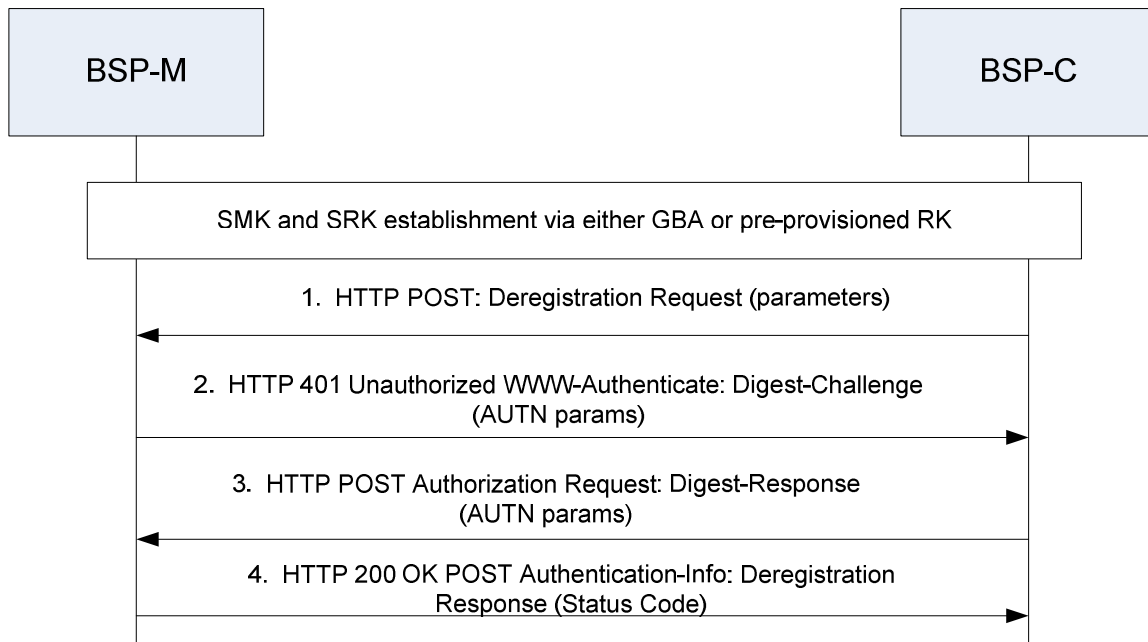 BSP-M
BSP-C
SMK and SRK establishment via either GBA or pre-provisioned RK
1. HTTP POST: Deregistration Request (parameters)
2. HTTP 401 Unauthorized WWW-Authenticate: Digest-Challenge
(AUTN params)
3. HTTP POST Authorization Request: Digest-Response
(AUTN params)
4. HTTP 200 OK POST Authentication-Info: Deregistration
Response (Status Code)